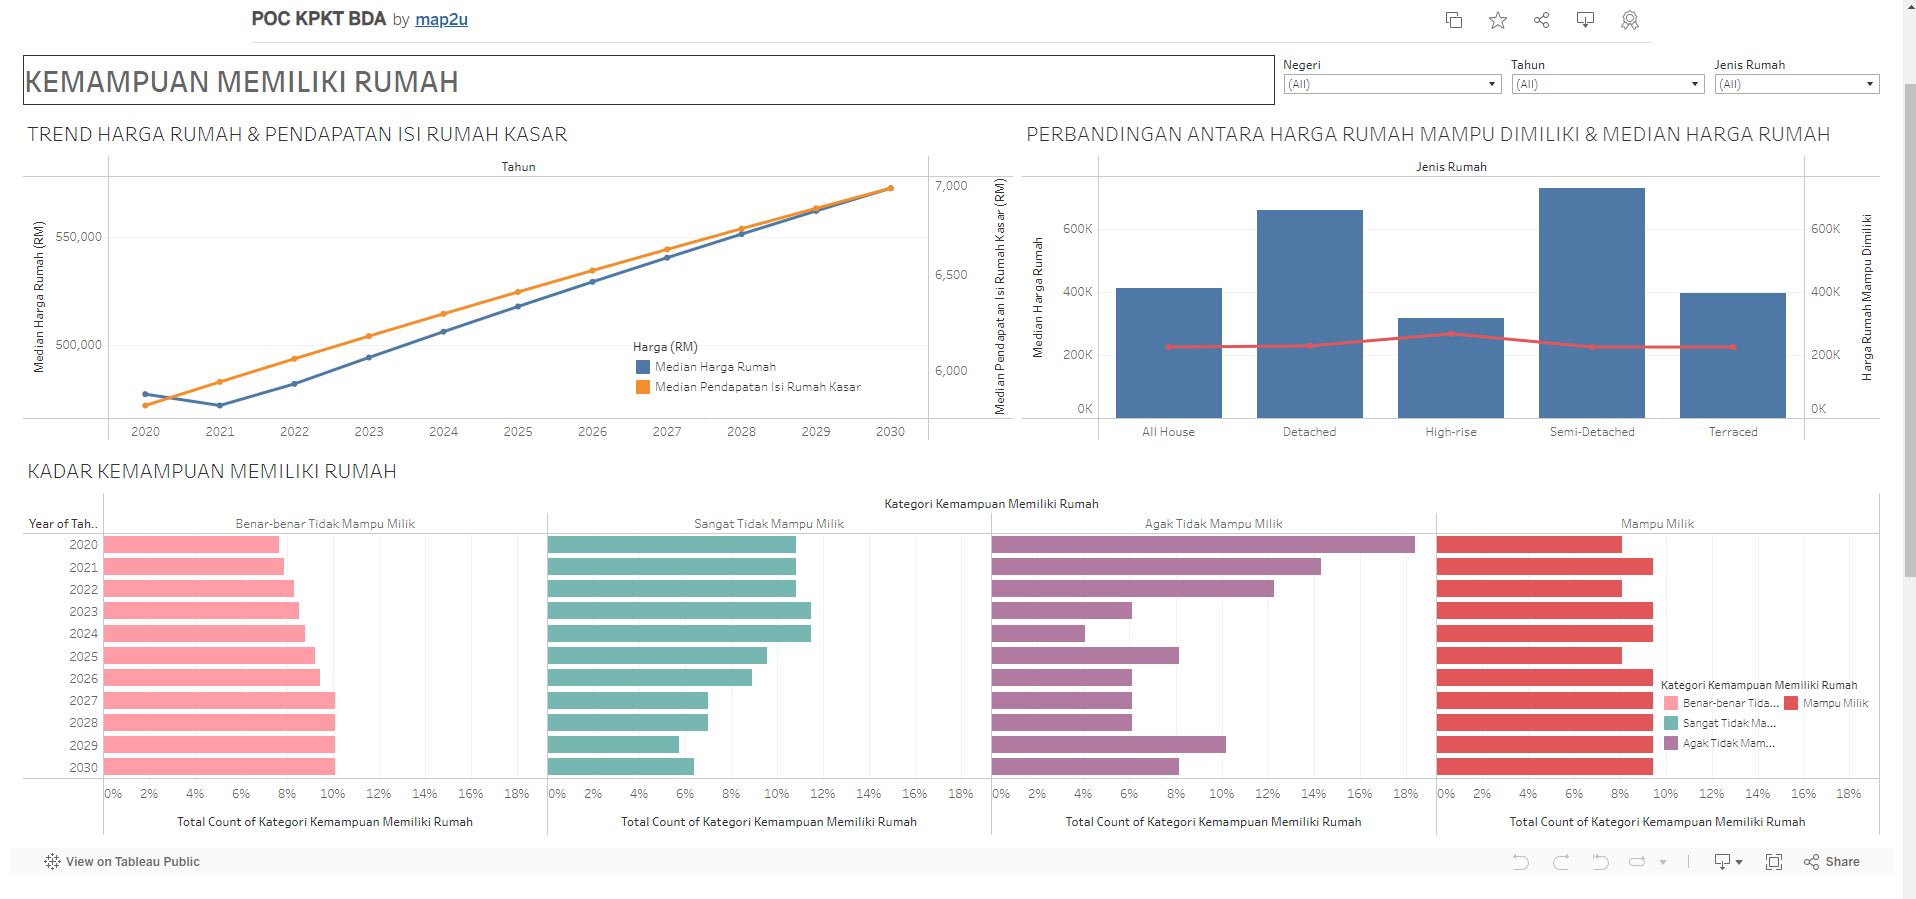 POC KPKT BDA by map2u
KEMAMPUAN MEMILIKI RUMAH
Negeri
(All)
Tahun
(All)
Jenis Rumah
(All)
TREND HARGA RUMAH & PENDAPATAN ISI RUMAH KASAR
Tahun
Median Harga Rumah (RM)
550,000
500,000
7,000
6,500
6,000
Median Pendapatan Isi Rumah Kasar (RM)
Harga (RM)
Median Harga Rumah
Median Pendapatan Isi Rumah Kasar
2020 2021 2022 2023 2024 2025 2026 2027 2028 2029 2030
PERBANDINGAN ANTARA HARGA RUMAH MAMPU DIMILIKI & MEDIAN HARGA RUMAH
Jenis Rumah
Median Harga Rumah
600K
400K
200K
0K
600K
400K
200K
0K
Harga Rumah Mampu Dimiliki
All House Detached High-rise Semi-Detached Terraced
KADAR KEMAMPUAN MEMILIKI RUMAH
Kategori Kemampuan Memiliki Rumah
Year of Tah.. Benar-benar Tidak Mampu Milik Sangat Tidak Mampu Milik Agak Tidak Mampu Milik Mampu Milik
2020
2021
2022
2023
2024
2025
2026
2027
2028
2029
2030
Kategori Kemampuan Memiliki Rumah
Benar-benar Tida... Mampu Milik
Sangat Tidak Ma...
Agak Tidak Mam...
0% 2% 4% 6% 8% 10% 12% 14% 16% 18% 0% 2% 4% 6% 8% 10% 12% 14% 16% 18% 0% 2% 4% 6% 8% 10% 12% 14% 16% 18% 0% 2% 4% 6% 8% 10% 12% 14% 16% 18%
Total Count of Kategori Kemampuan Memiliki Rumah Total Count of Kategori Kemampuan Memiliki Rumah Total Count of Kategori Kemampuan Memiliki Rumah Total Count of Kategori Kemampuan Memiliki Rumah
View on Tableau Public
Share